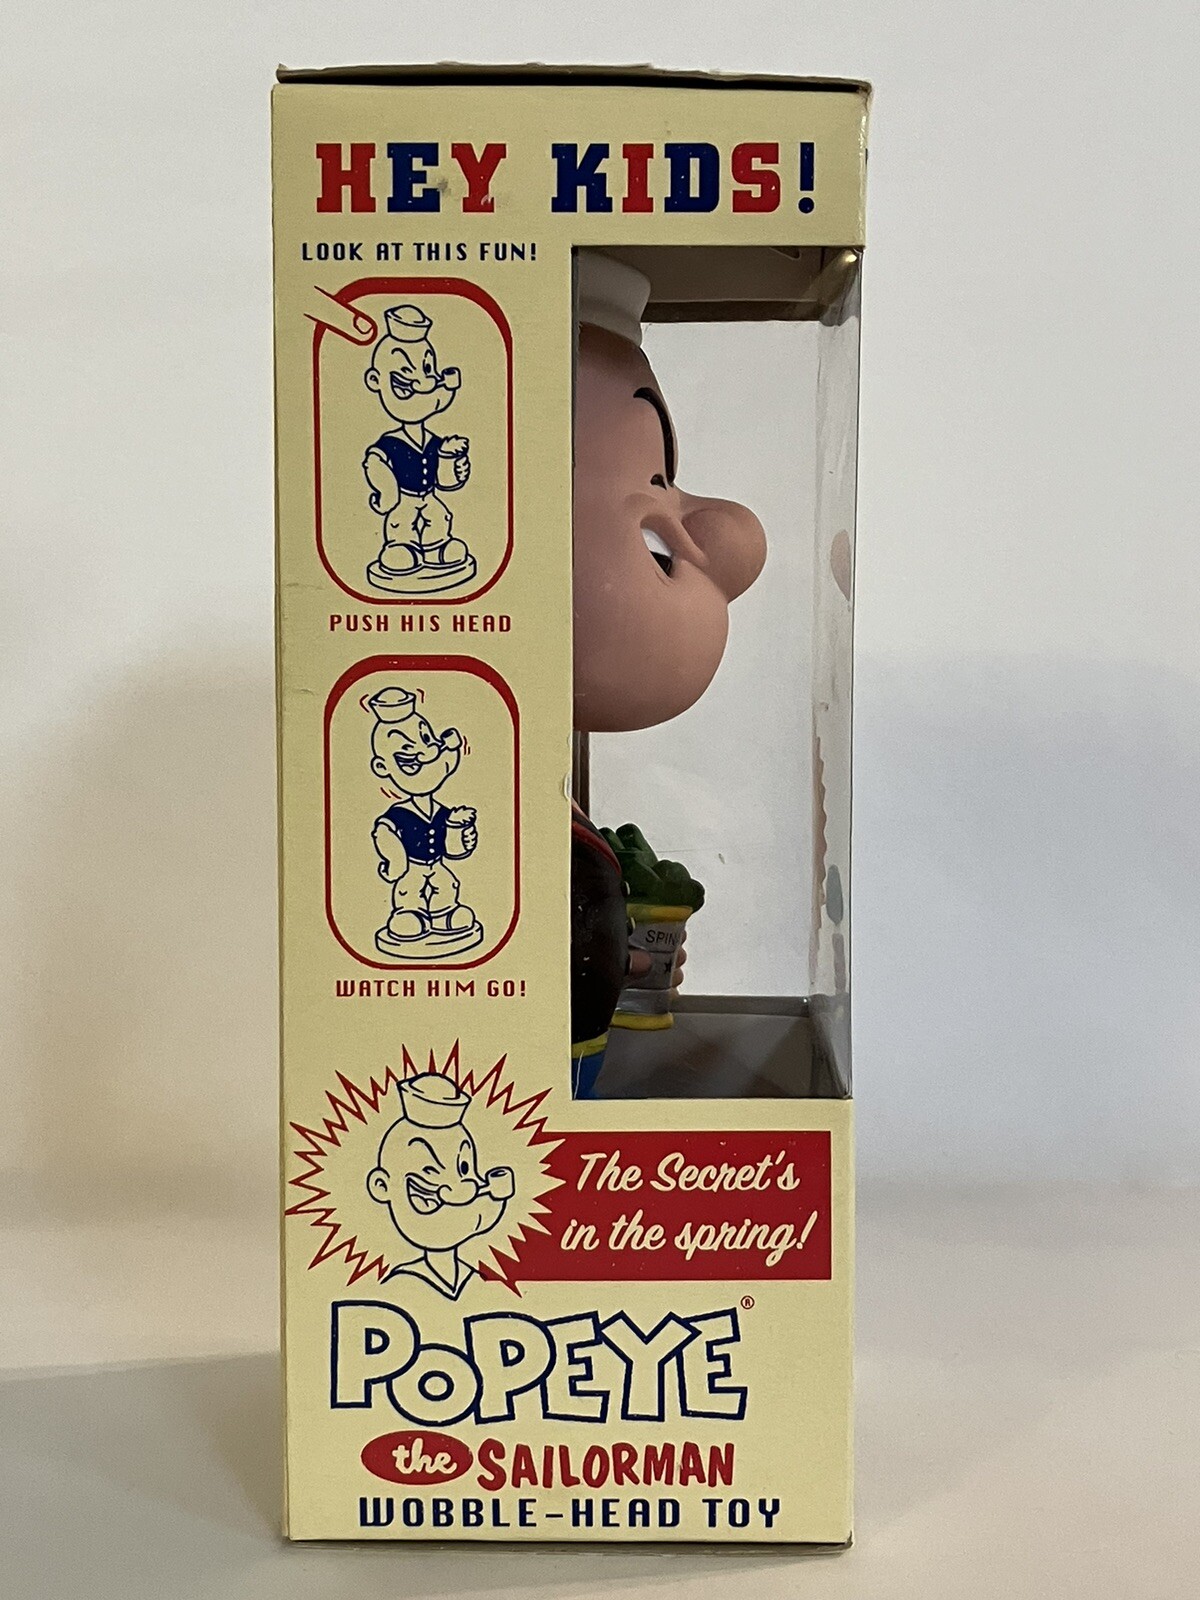 HEY KIDS!
LOOK AT THIS FUN!
PUSH HIS HEAD
WATCH HIM GO!
SPIN
The Secret's
in the spring!
POPEYE®
the SAILORMAN
WOBBLE-HEAD TOY